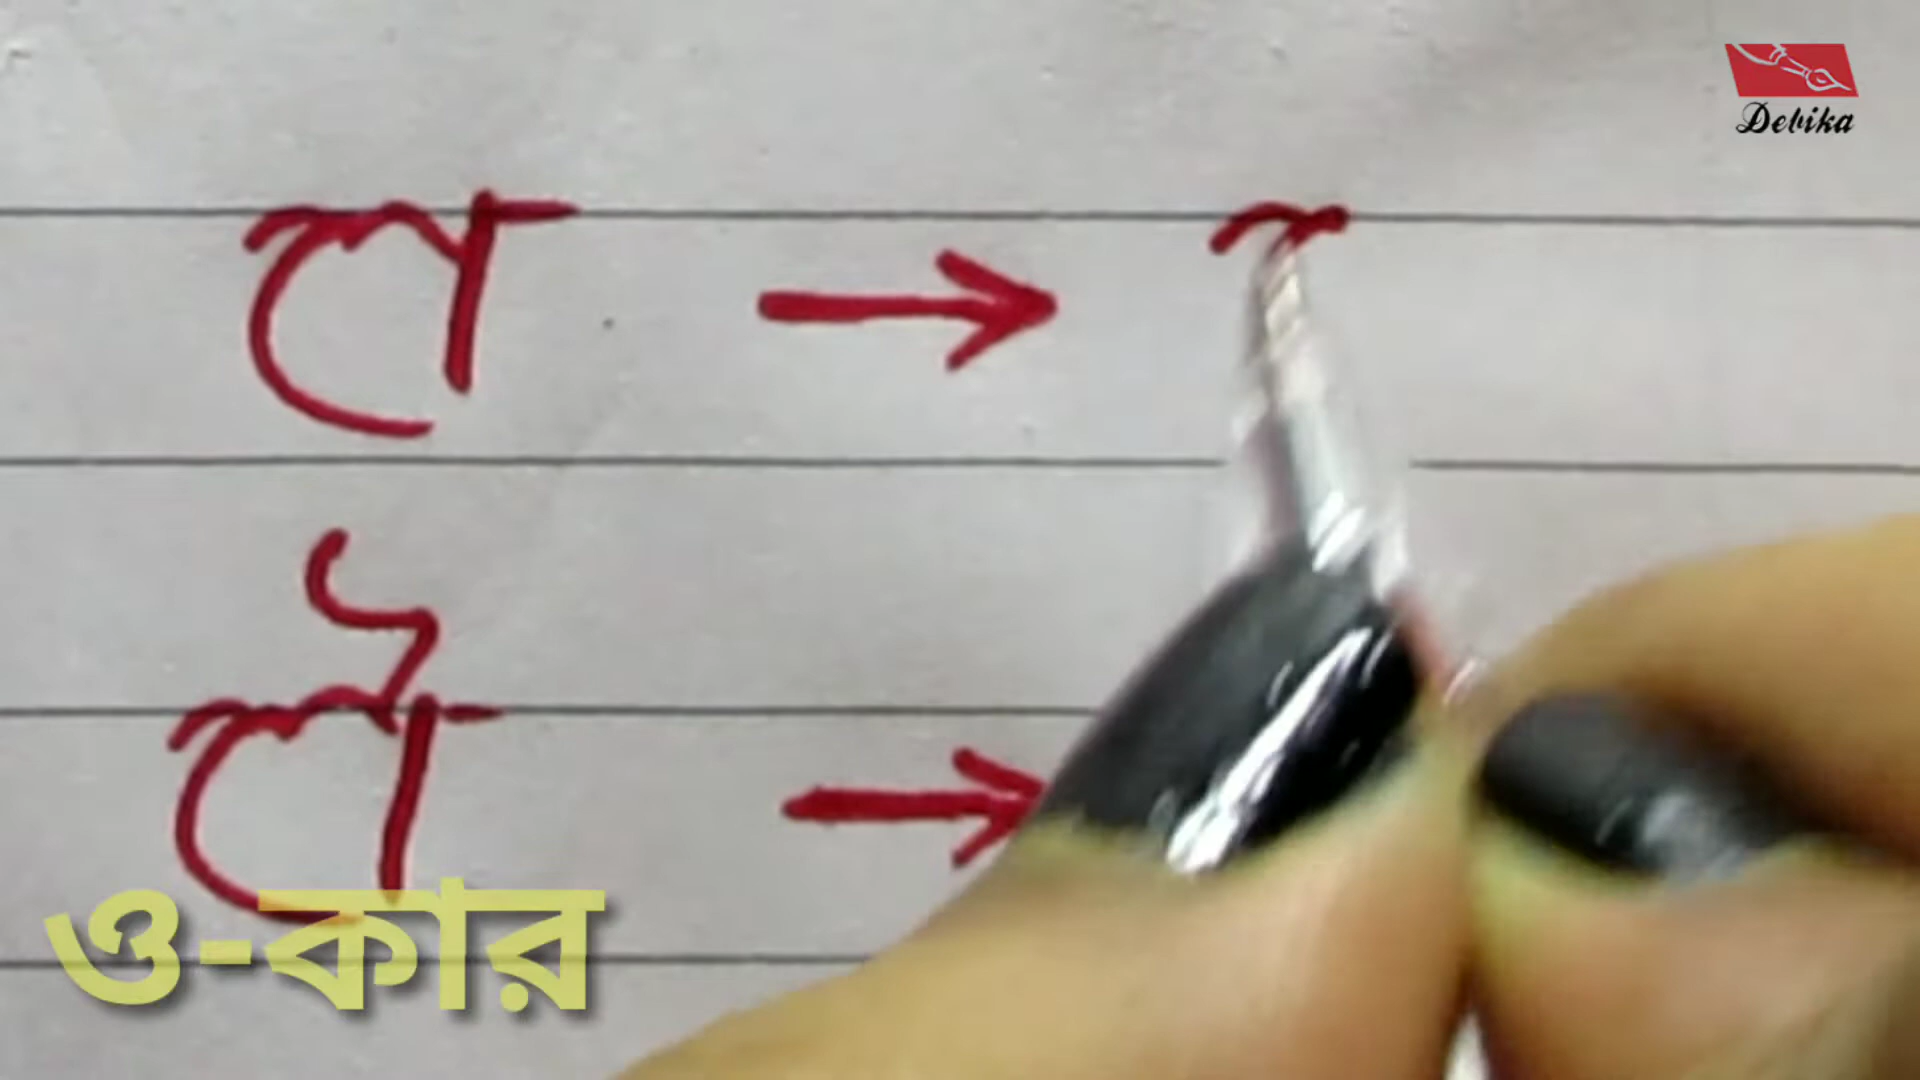 Debika
ো →
ৌ →
ও-কার